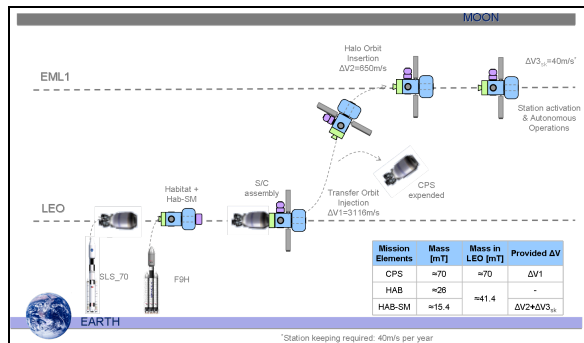 MOON
Halo Orbit
Insertion
ΔV2=650m/s
ΔV3sk=40m/s*
EML1
Station activation
& Autonomous
Operations
Habitat +
Hab-SM
S/C
assembly
Transfer Orbit
Injection
ΔV1=3116m/s
CPS
expended
LEO
SLS_70
F9H
Mission Elements | Mass [mT] | Mass in LEO [mT] | Provided ΔV
CPS | ≈70 | ≈70 | ΔV1
HAB | ≈26 | ≈41.4 | -
HAB-SM | ≈15.4 | ΔV2+ΔV3sk
EARTH
*Station keeping required: 40m/s per year